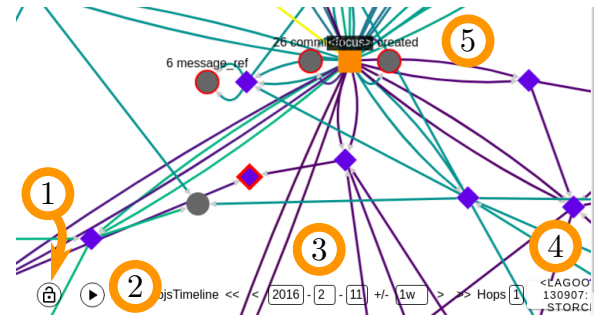 5
26 commi <focus> created
6 message_ref
1
3
4
2
ojsTimeline << < 2016 - 2 - 11 +/- 1w > >> Hops 1
<LAGOO
130907:
STORCI